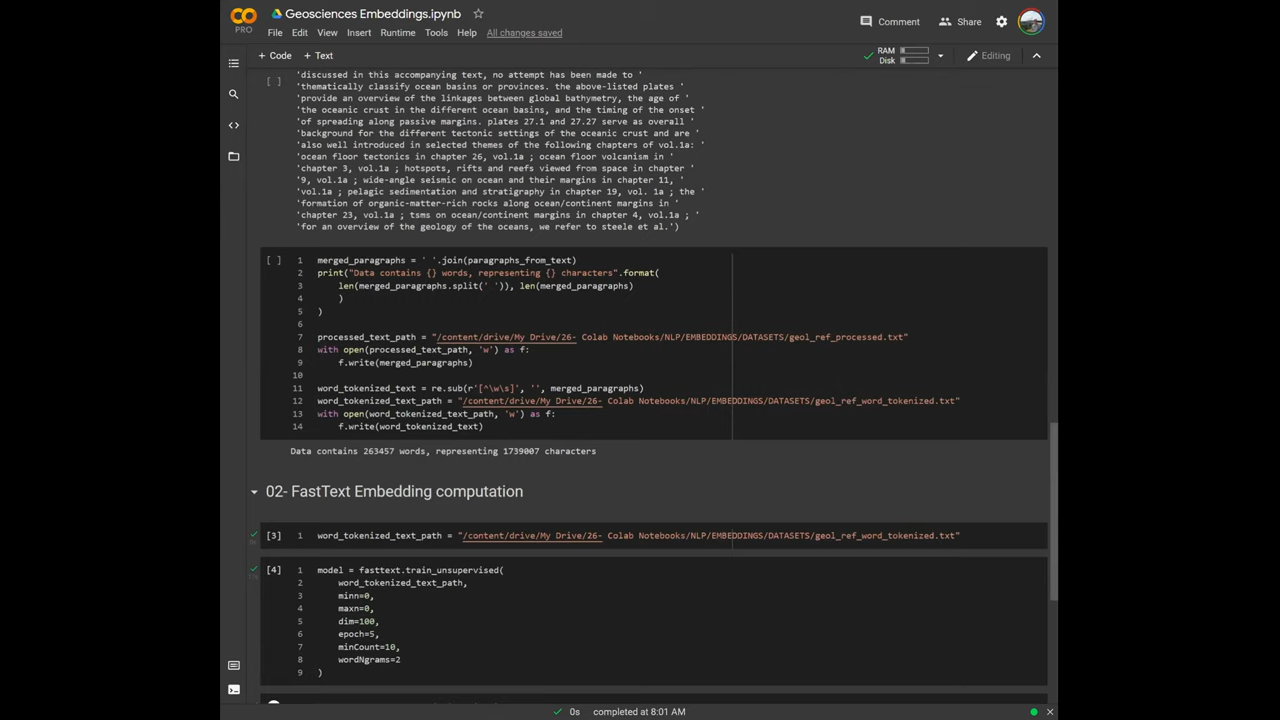 Geosciences Embeddings.ipynb
PRO
File Edit View Insert Runtime Tools Help All changes saved
Comment Share
+ Code + Text
RAM
Disk
Editing
[ ]
'discussed in this accompanying text, no attempt has been made to '
'thematically classify ocean basins or provinces. the above-listed plates '
'provide an overview of the linkages between global bathymetry, the age of '
'the oceanic crust in the different ocean basins, and the timing of the onset '
'of spreading along passive margins. plates 27.1 and 27.27 serve as overall '
'background for the different tectonic settings of the oceanic crust and are '
'also well introduced in selected themes of the following chapters of vol.1a: '
'ocean floor tectonics in chapter 26, vol.1a ; ocean floor volcanism in '
'chapter 3, vol.1a ; hotspots, rifts and reefs viewed from space in chapter '
'9, vol.1a ; wide-angle seismic on ocean and their margins in chapter 11, '
'vol.1a ; pelagic sedimentation and stratigraphy in chapter 19, vol. 1a ; the '
'formation of organic-matter-rich rocks along ocean/continent margins in '
'chapter 23, vol.1a ; tsms on ocean/continent margins in chapter 4, vol.1a ; '
'for an overview of the geology of the oceans, we refer to steele et al.')
[ ] 1 merged_paragraphs = ' '.join(paragraphs_from_text)
2 print("Data contains {} words, representing {} characters".format(
3 len(merged_paragraphs.split(' ')), len(merged_paragraphs)
4 )
5 )
6
7 processed_text_path = "/content/drive/My Drive/26- Colab Notebooks/NLP/EMBEDDINGS/DATASETS/geol_ref_processed.txt"
8 with open(processed_text_path, 'w') as f:
9 f.write(merged_paragraphs)
10
11 word_tokenized_text = re.sub(r'[^\w\s]', '', merged_paragraphs)
12 word_tokenized_text_path = "/content/drive/My Drive/26- Colab Notebooks/NLP/EMBEDDINGS/DATASETS/geol_ref_word_tokenized.txt"
13 with open(word_tokenized_text_path, 'w') as f:
14 f.write(word_tokenized_text)
Data contains 263457 words, representing 1739007 characters
02- FastText Embedding computation
[3] 1 word_tokenized_text_path = "/content/drive/My Drive/26- Colab Notebooks/NLP/EMBEDDINGS/DATASETS/geol_ref_word_tokenized.txt"
[4] 1 model = fasttext.train_unsupervised(
2 word_tokenized_text_path,
3 minn=0,
4 maxn=0,
5 dim=100,
6 epoch=5,
7 minCount=10,
8 wordNgrams=2
9 )
0s completed at 8:01 AM